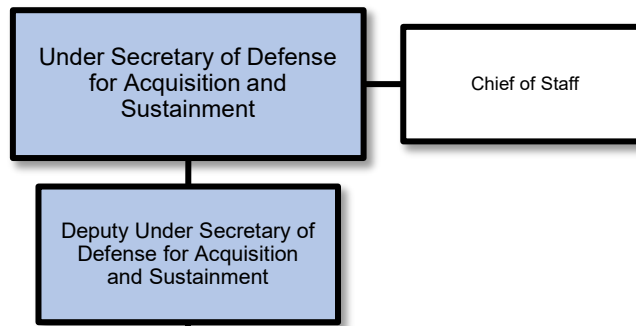 Under Secretary of Defense
for Acquisition and
Sustainment
Chief of Staff
Deputy Under Secretary of
Defense for Acquisition
and Sustainment